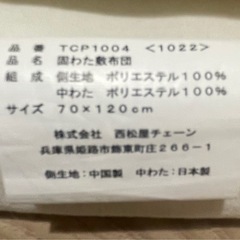 品番 TCP1004 <1022>
品名 固わた敷布団
組成 側生地 ポリエステル100%
中わた ポリエステル100%
サイズ 70×120cm
株式会社 西松屋チェーン
兵庫県姫路市飾東町庄266-1
側生地:中国製 中わた:日本製